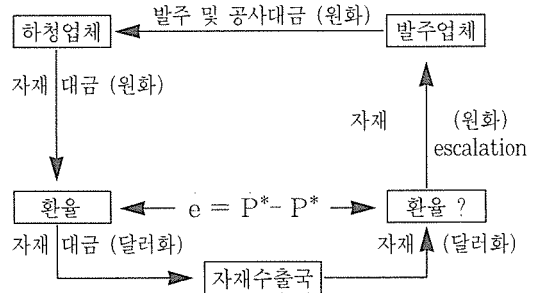 발주 및 공사대금 (원화)
하청업체 발주업체
자재 대금 (원화)
자재 (원화)
escalation
환율 e = P*- P* 환율 ?
자재 대금 (달러화) 자재 (달러화)
자재수출국